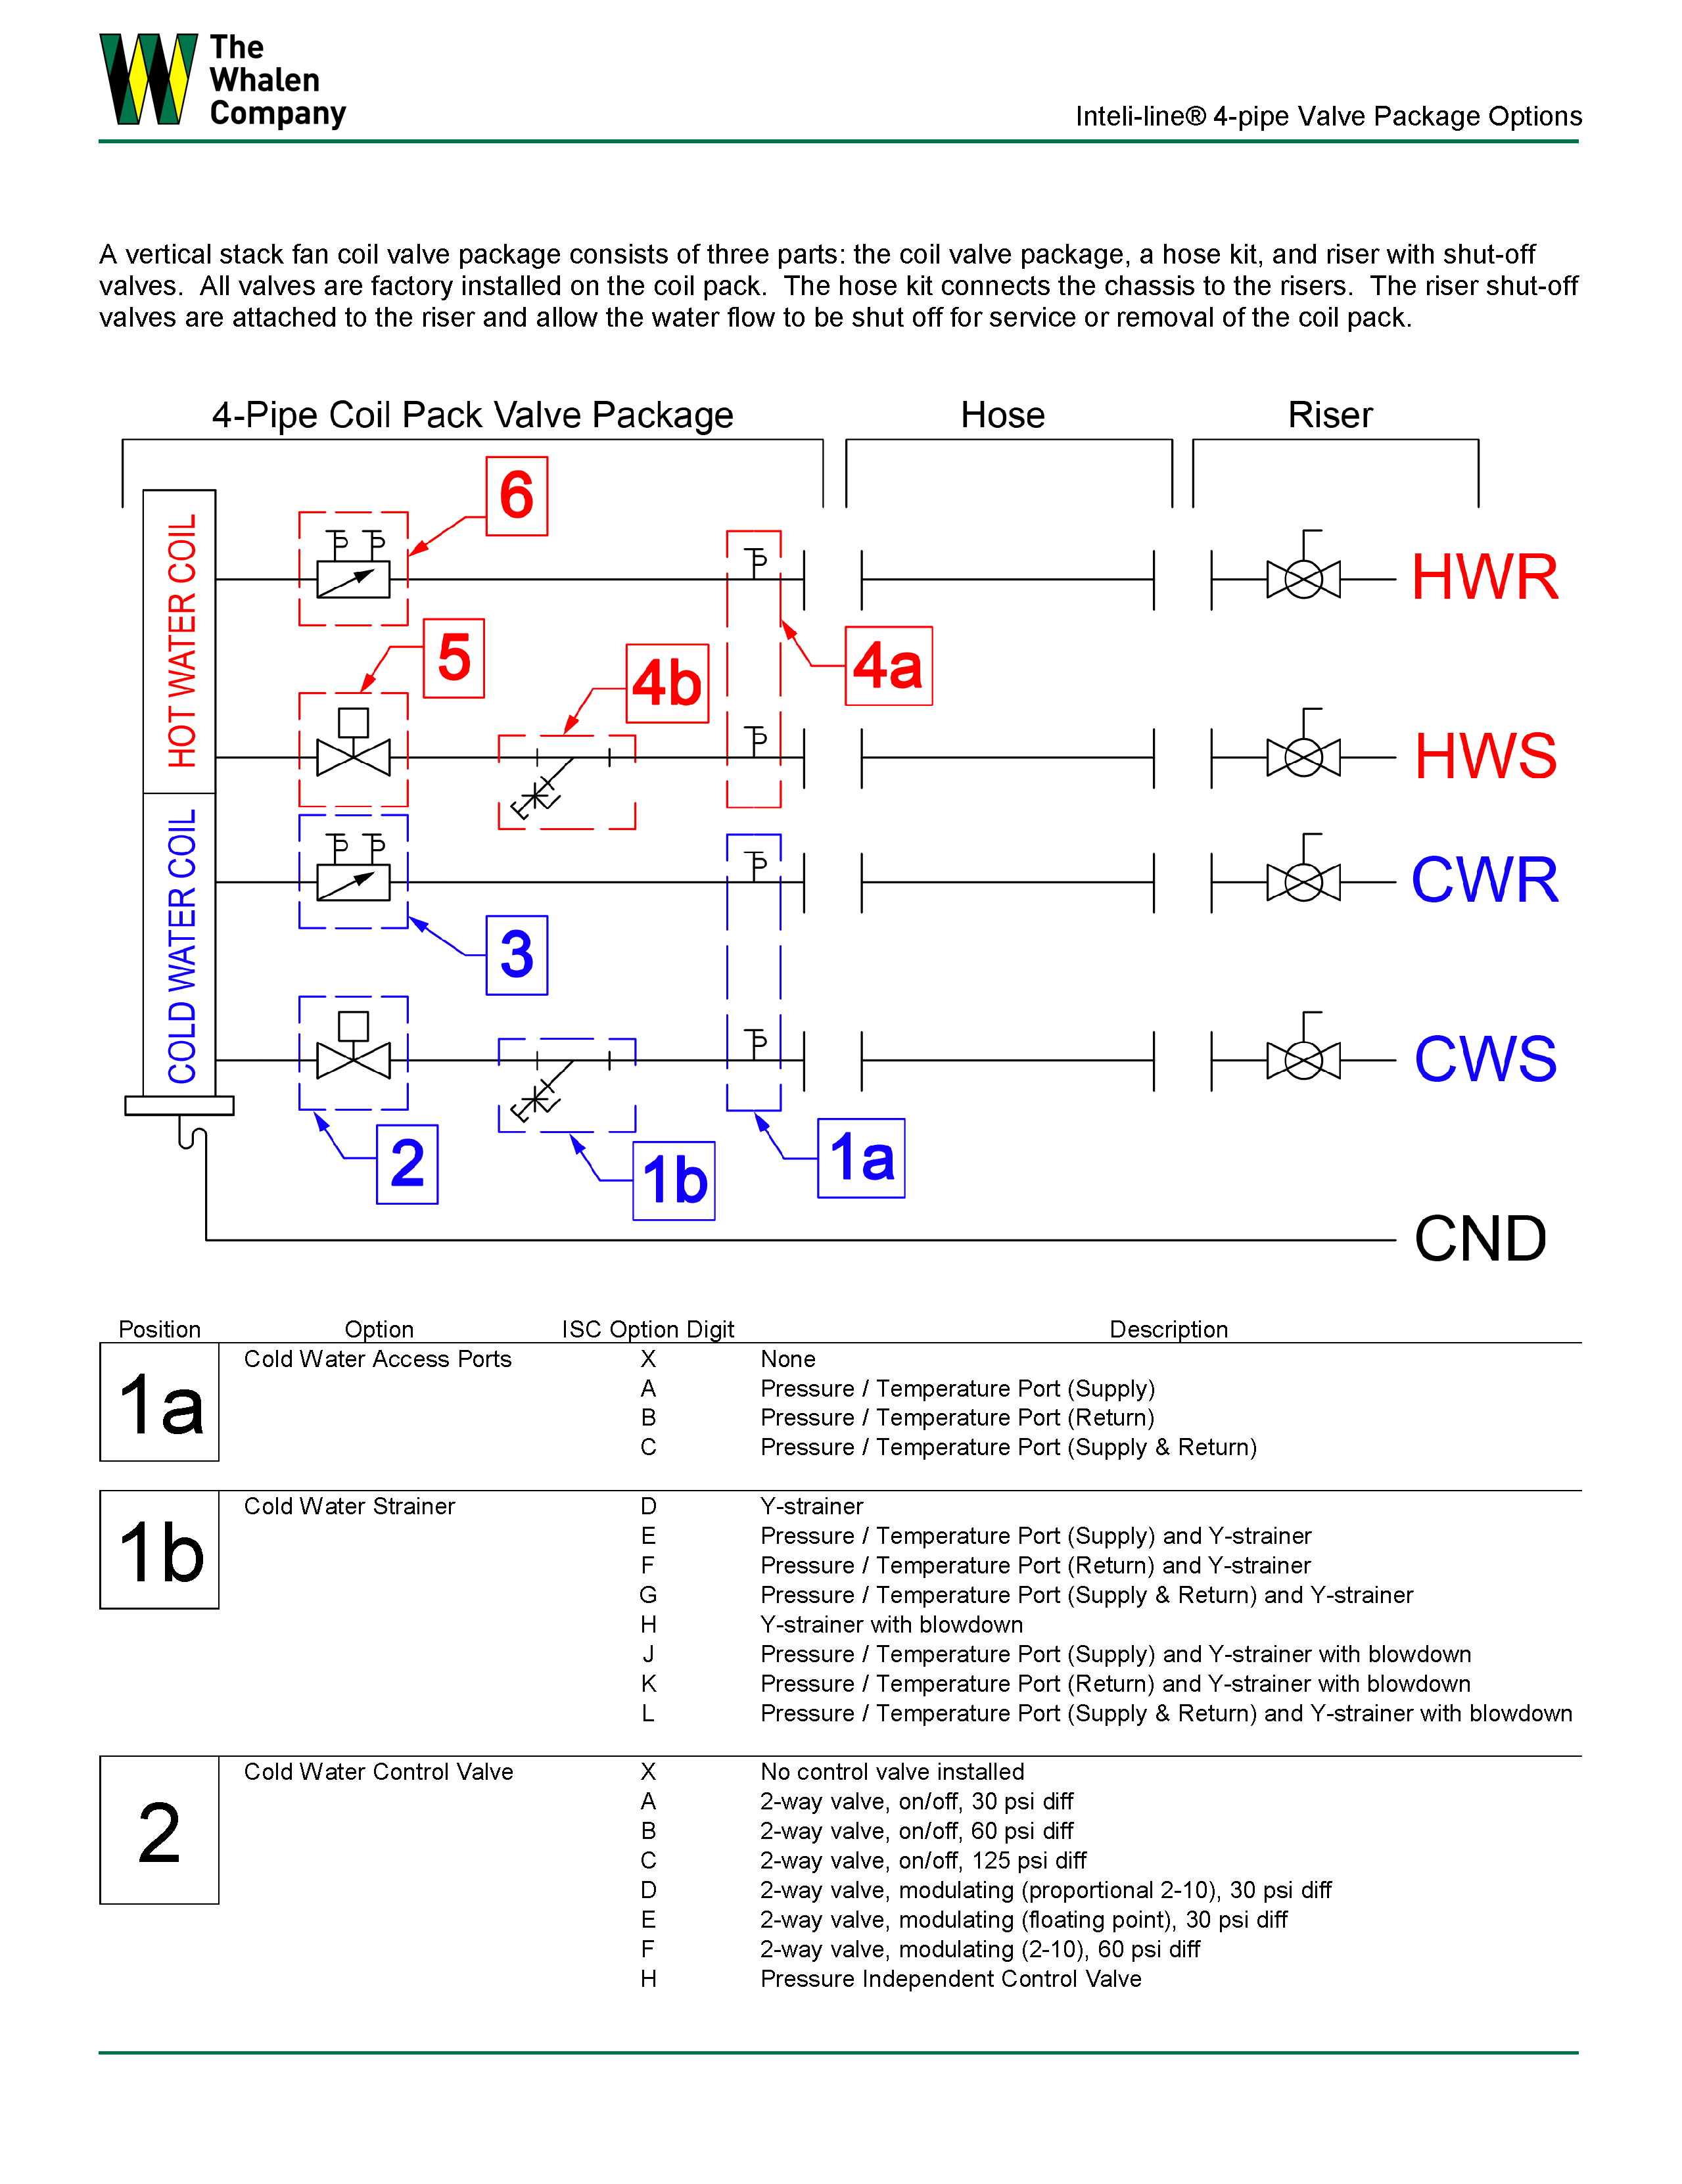 The
Whalen
Company
Inteli-line® 4-pipe Valve Package Options
A vertical stack fan coil valve package consists of three parts: the coil valve package, a hose kit, and riser with shut-off
valves.  All valves are factory installed on the coil pack.  The hose kit connects the chassis to the risers.  The riser shut-off
valves are attached to the riser and allow the water flow to be shut off for service or removal of the coil pack.
4-Pipe Coil Pack Valve Package Hose Riser
6
HWR
5
4b
4a
HOT WATER COIL
HWS
COLD WATER COIL
CWR
3
CWS
2
1b
1a
CND
Position Option ISC Option Digit Description
1a
Cold Water Access Ports X None
A Pressure / Temperature Port (Supply)
B Pressure / Temperature Port (Return)
C Pressure / Temperature Port (Supply & Return)
1b
Cold Water Strainer D Y-strainer
E Pressure / Temperature Port (Supply) and Y-strainer
F Pressure / Temperature Port (Return) and Y-strainer
G Pressure / Temperature Port (Supply & Return) and Y-strainer
H Y-strainer with blowdown
J Pressure / Temperature Port (Supply) and Y-strainer with blowdown
K Pressure / Temperature Port (Return) and Y-strainer with blowdown
L Pressure / Temperature Port (Supply & Return) and Y-strainer with blowdown
2
Cold Water Control Valve X No control valve installed
A 2-way valve, on/off, 30 psi diff
B 2-way valve, on/off, 60 psi diff
C 2-way valve, on/off, 125 psi diff
D 2-way valve, modulating (proportional 2-10), 30 psi diff
E 2-way valve, modulating (floating point), 30 psi diff
F 2-way valve, modulating (2-10), 60 psi diff
H Pressure Independent Control Valve